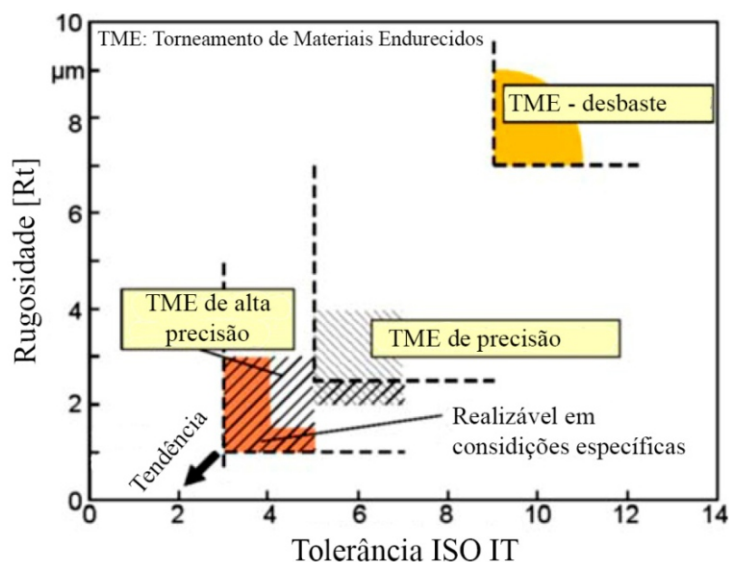 TME: Torneamento de Materiais Endurecidos
10
µm
8
6
4
2
0
Rugosidade [Rt]
TME - desbaste
TME de alta
precisão
TME de precisão
Realizável em
considições específicas
Tendência
0 2 4 6 8 10 12 14
Tolerância ISO IT